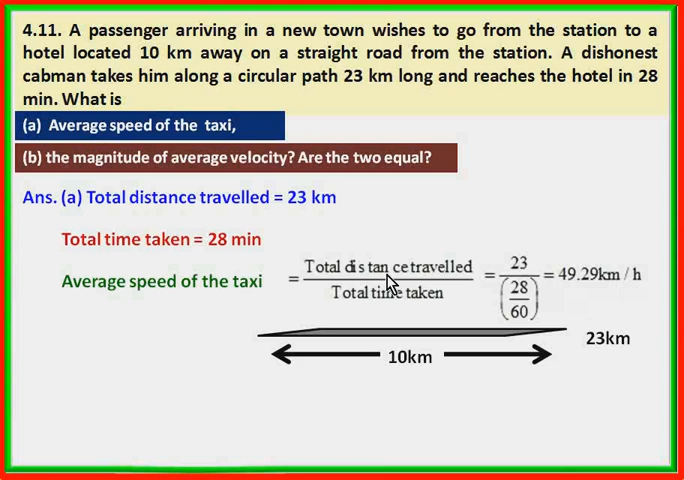 4.11. A passenger arriving in a new town wishes to go from the station to a
hotel located 10 km away on a straight road from the station. A dishonest
cabman takes him along a circular path 23 km long and reaches the hotel in 28
min. What is
(a) Average speed of the taxi,
(b) the magnitude of average velocity? Are the two equal?
Ans. (a) Total distance travelled = 23 km
Total time taken = 28 min
Average speed of the taxi = Total distance travelled / Total time taken = 23 / (28/60) = 49.29km / h
23km
10km